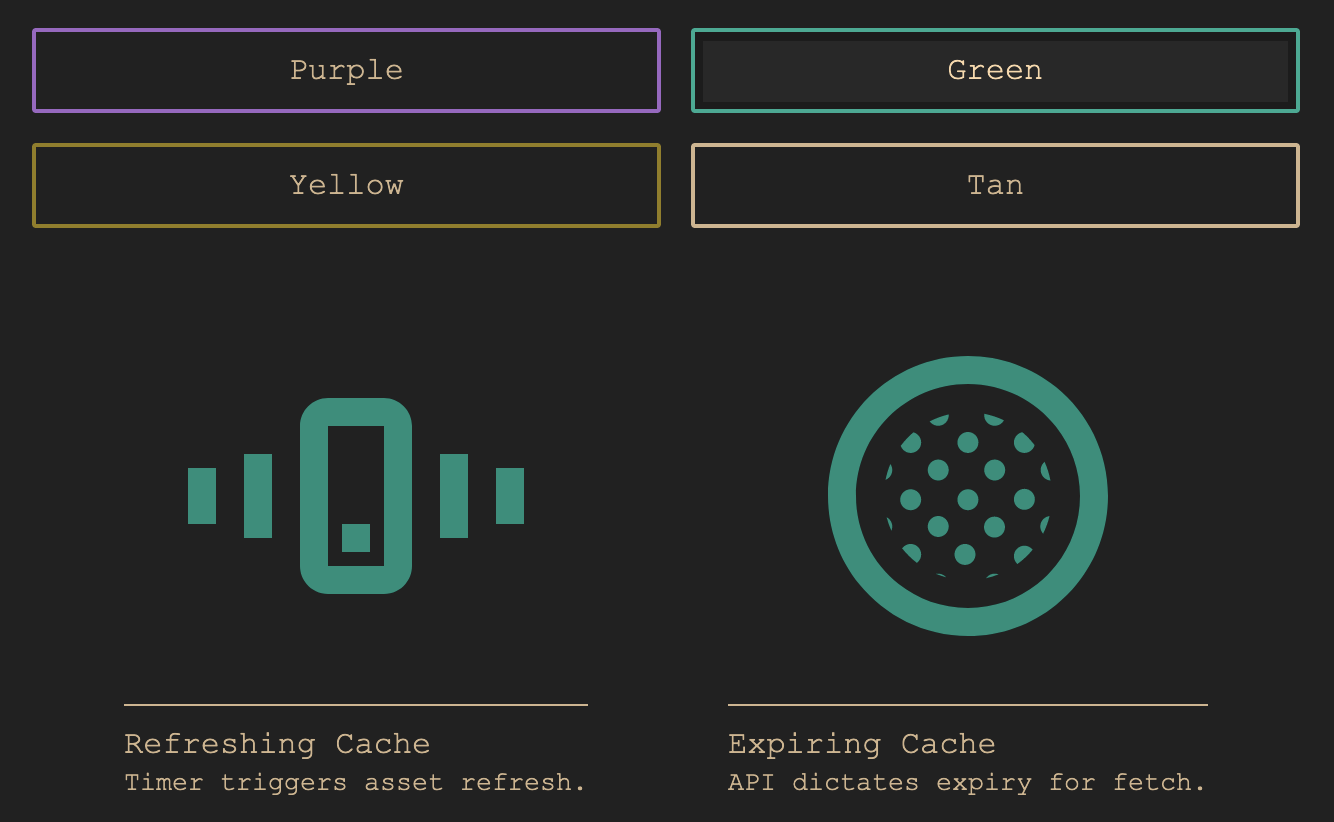 Purple
Green
Yellow
Tan
Refreshing Cache
Timer triggers asset refresh.
Expiring Cache
API dictates expiry for fetch.